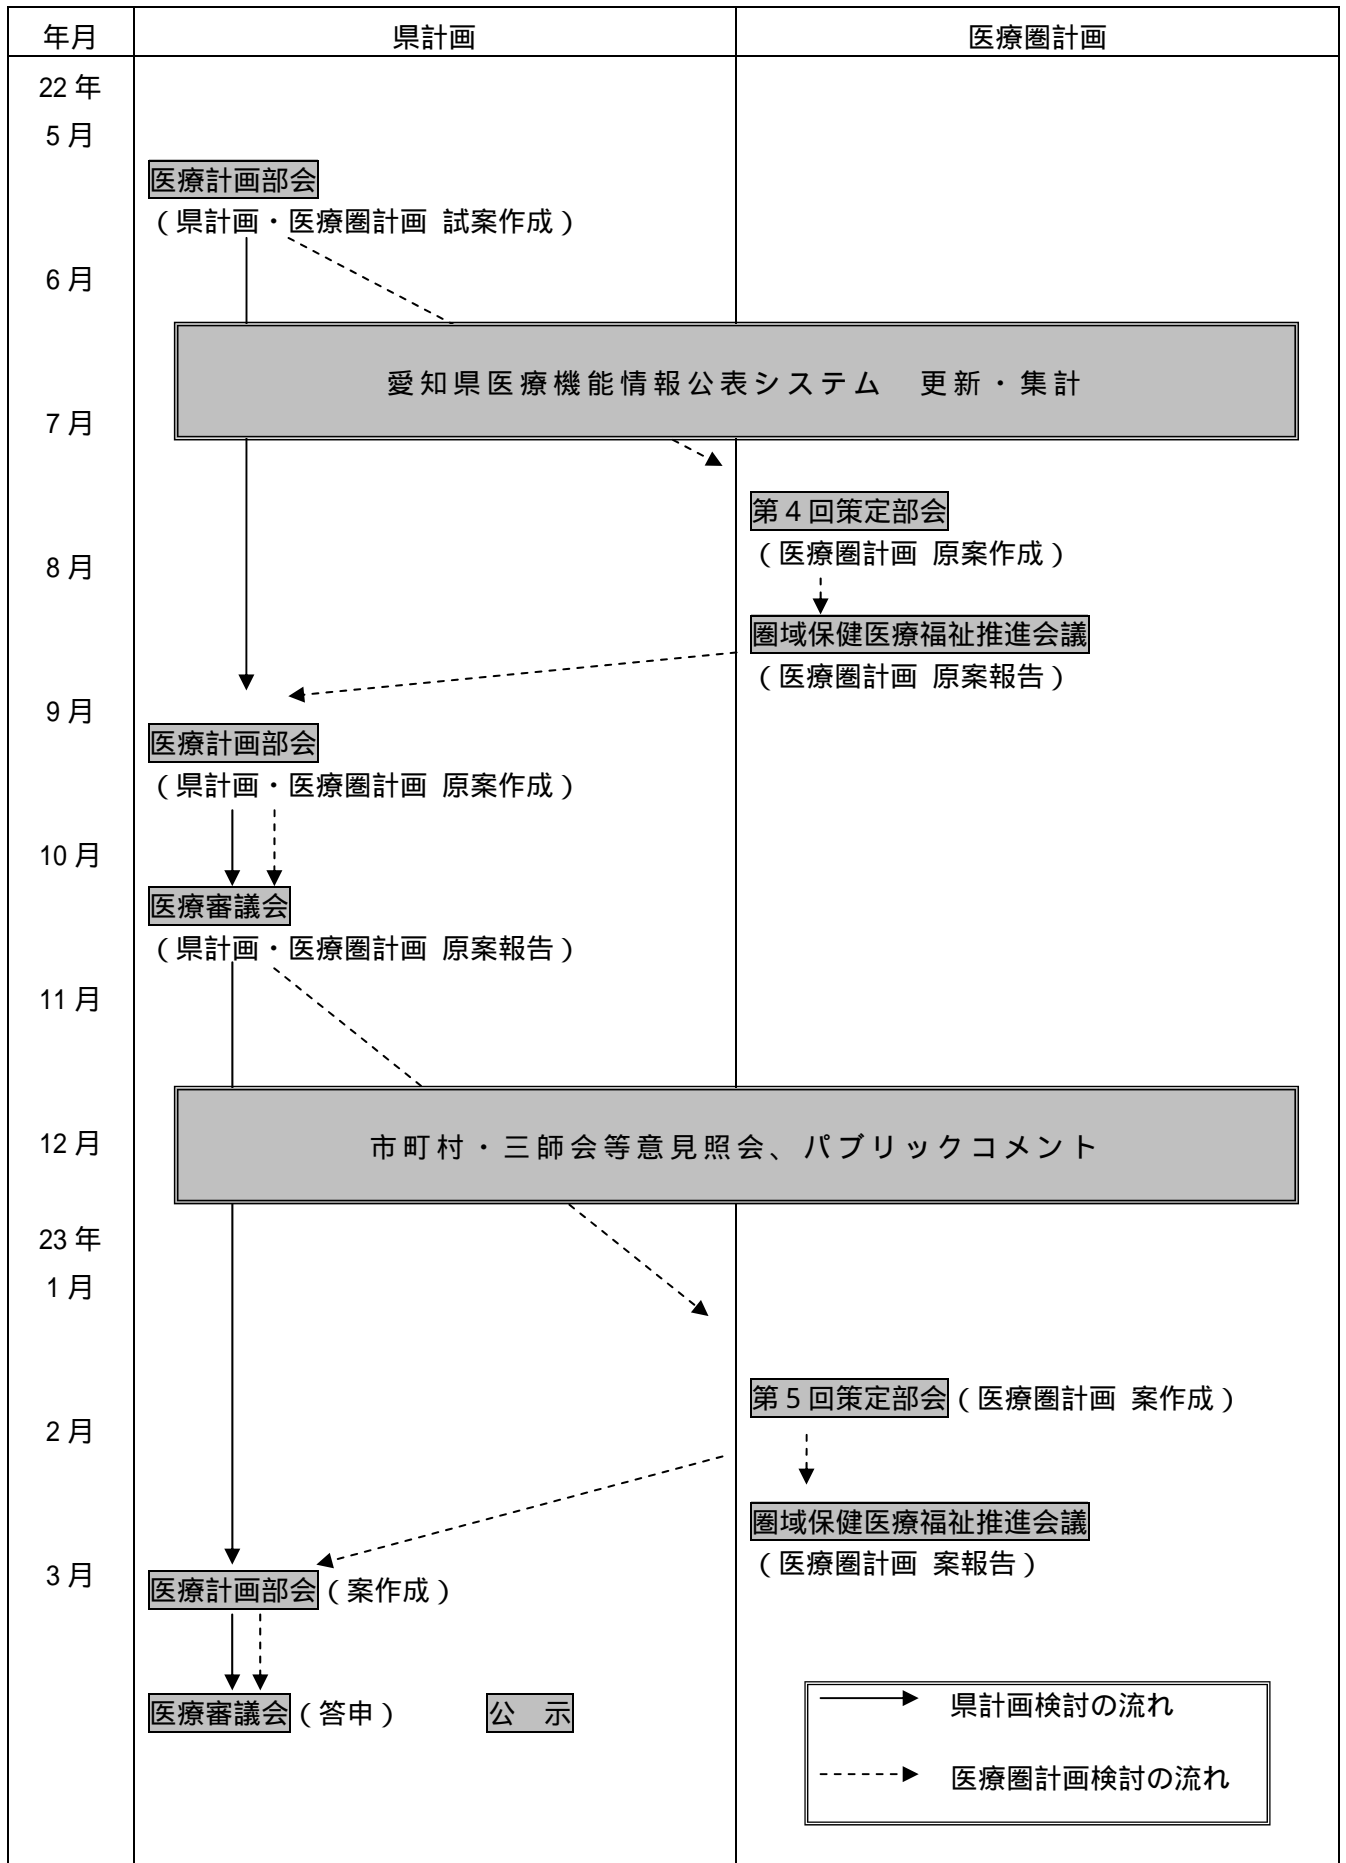 年月 県計画 医療圏計画
22年
5月
医療計画部会
（県計画・医療圏計画 試案作成）
6月
愛知県医療機能情報公表システム　更新・集計
7月
第４回策定部会
（医療圏計画 原案作成）
8月
圏域保健医療福祉推進会議
（医療圏計画 原案報告）
9月
医療計画部会
（県計画・医療圏計画 原案作成）
10月
医療審議会
（県計画・医療圏計画 原案報告）
11月
12月
市町村・三師会等意見照会、パブリックコメント
23年
1月
第５回策定部会（医療圏計画 案作成）
2月
圏域保健医療福祉推進会議
（医療圏計画 案報告）
3月
医療計画部会（案作成）
医療審議会（答申） 公　示
県計画検討の流れ
医療圏計画検討の流れ